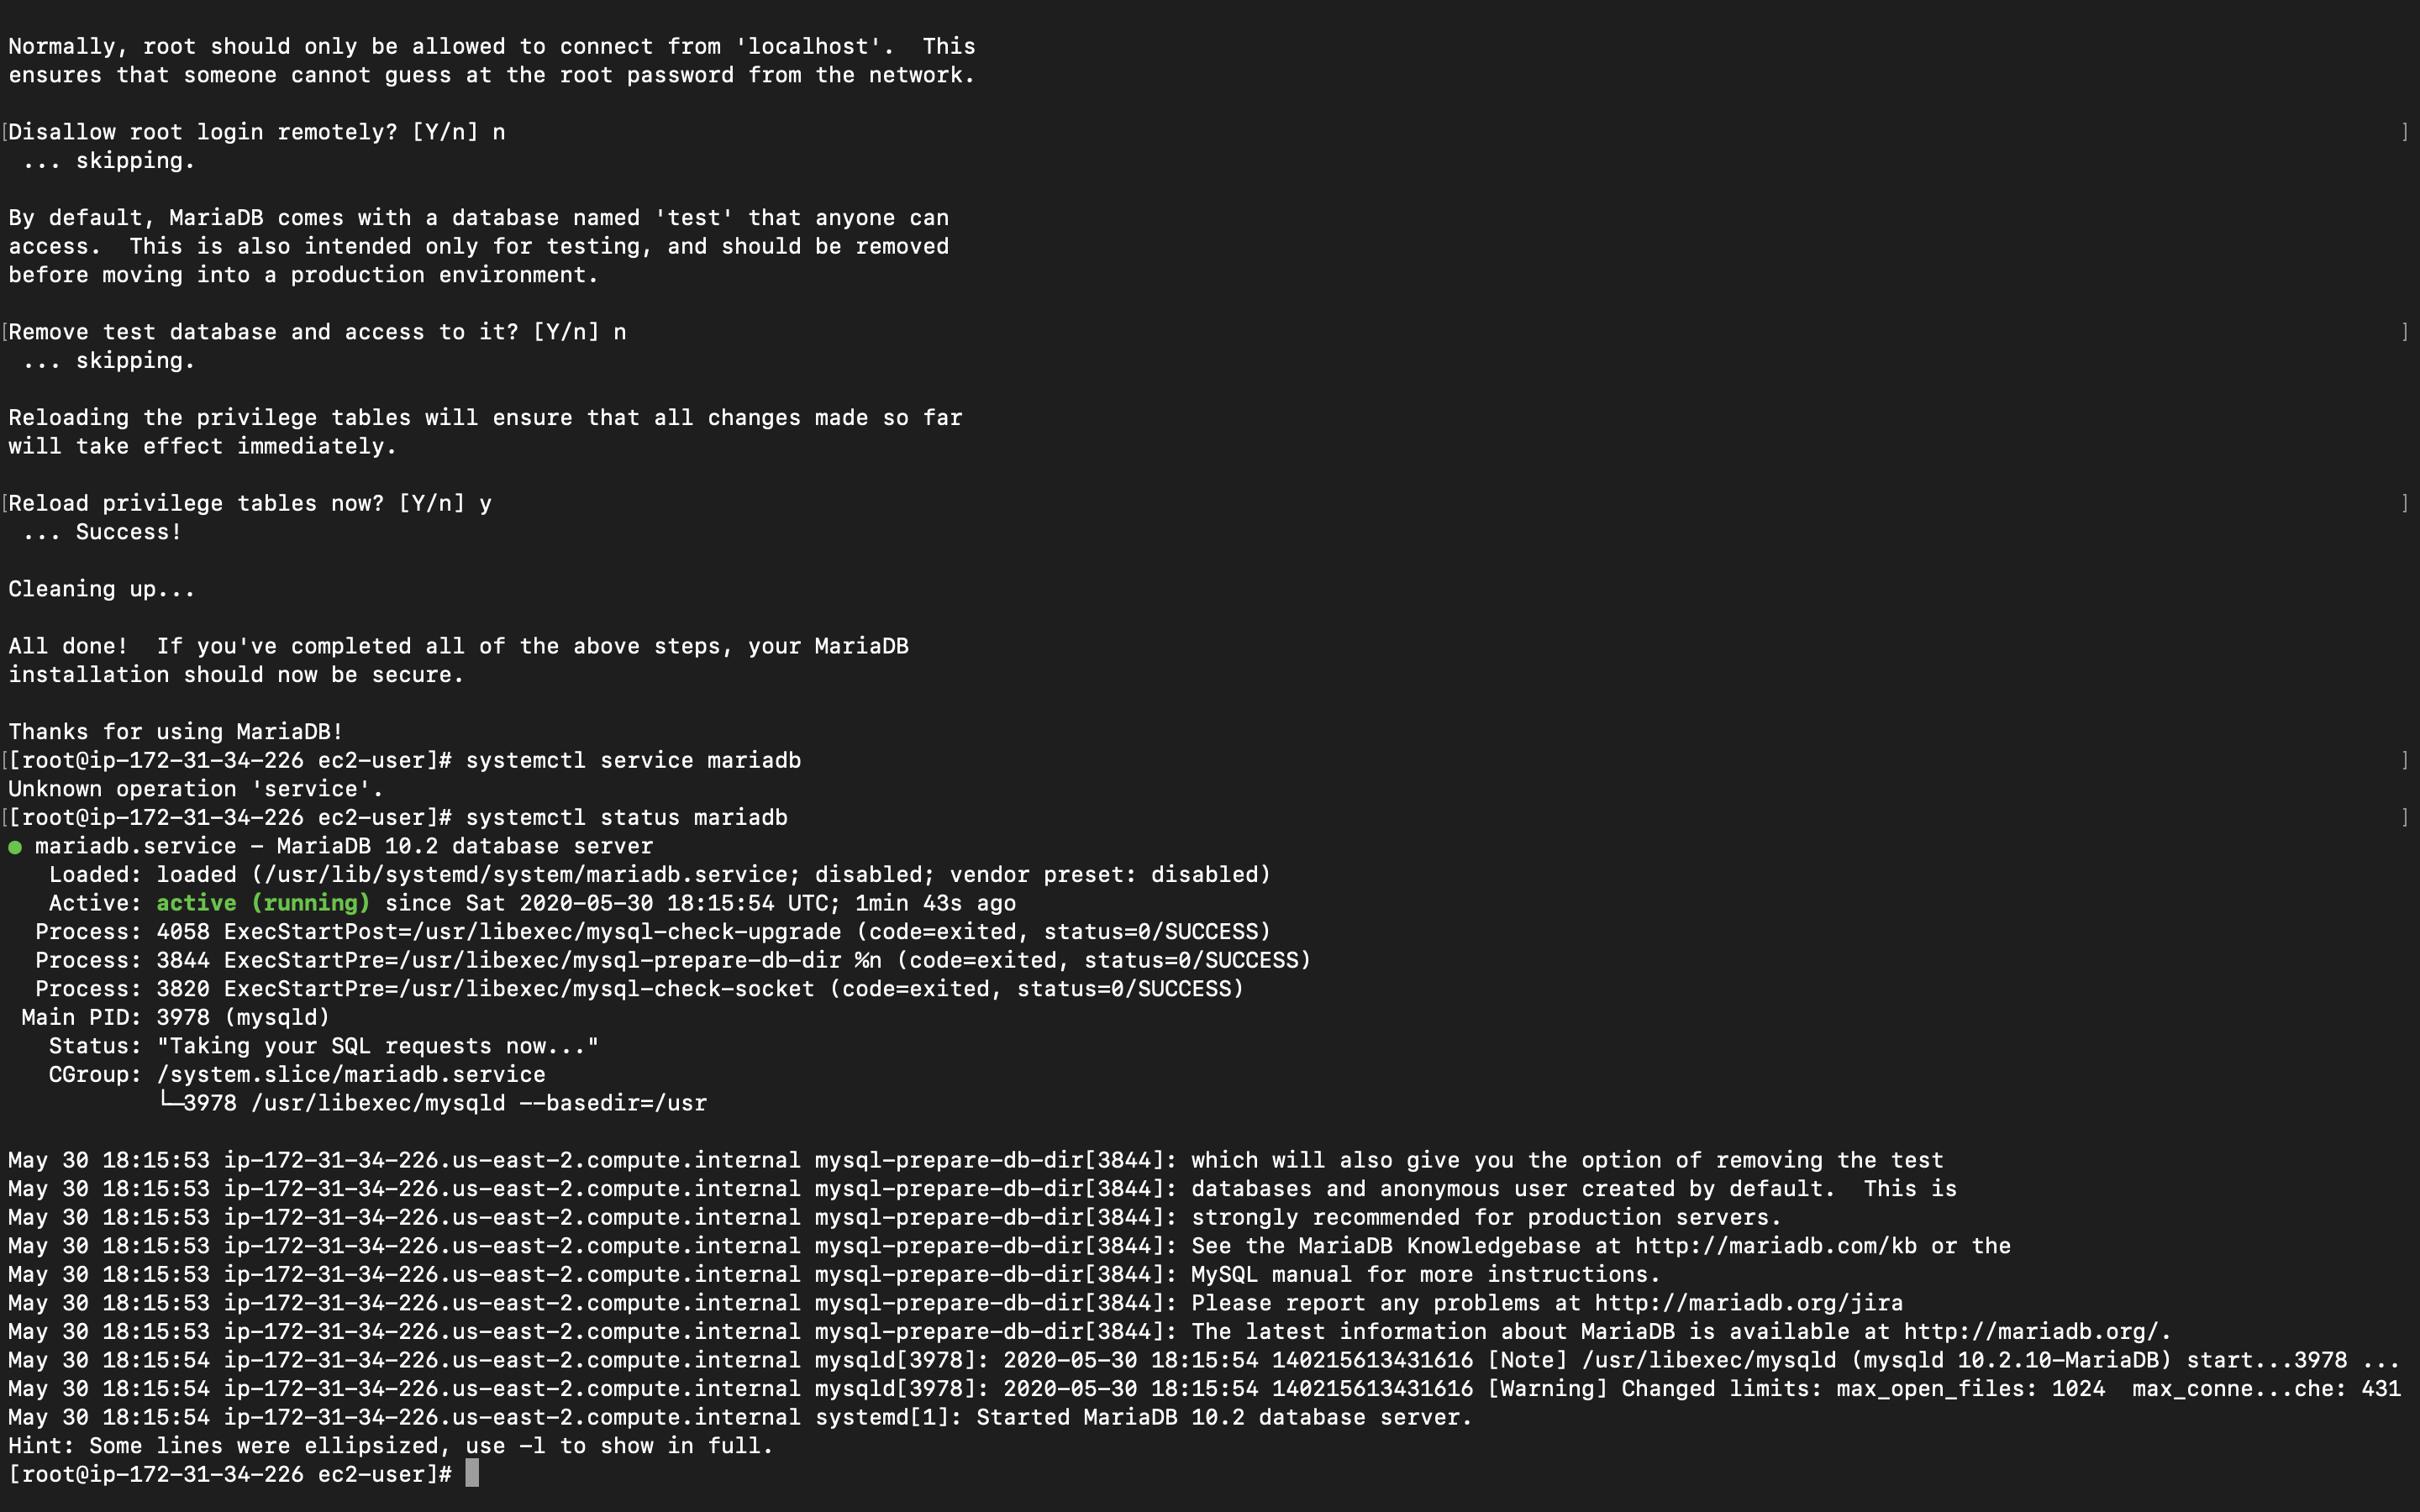 Normally, root should only be allowed to connect from 'localhost'.  This
ensures that someone cannot guess at the root password from the network.
[Disallow root login remotely? [Y/n] n ]
 ... skipping.
By default, MariaDB comes with a database named 'test' that anyone can
access.  This is also intended only for testing, and should be removed
before moving into a production environment.
[Remove test database and access to it? [Y/n] n ]
 ... skipping.
Reloading the privilege tables will ensure that all changes made so far
will take effect immediately.
[Reload privilege tables now? [Y/n] y ]
 ... Success!
Cleaning up...
All done!  If you've completed all of the above steps, your MariaDB
installation should now be secure.
Thanks for using MariaDB!
[[root@ip-172-31-34-226 ec2-user]# systemctl service mariadb ]
Unknown operation 'service'.
[[root@ip-172-31-34-226 ec2-user]# systemctl status mariadb ]
● mariadb.service - MariaDB 10.2 database server
   Loaded: loaded (/usr/lib/systemd/system/mariadb.service; disabled; vendor preset: disabled)
   Active: active (running) since Sat 2020-05-30 18:15:54 UTC; 1min 43s ago
  Process: 4058 ExecStartPost=/usr/libexec/mysql-check-upgrade (code=exited, status=0/SUCCESS)
  Process: 3844 ExecStartPre=/usr/libexec/mysql-prepare-db-dir %n (code=exited, status=0/SUCCESS)
  Process: 3820 ExecStartPre=/usr/libexec/mysql-check-socket (code=exited, status=0/SUCCESS)
 Main PID: 3978 (mysqld)
   Status: "Taking your SQL requests now..."
   CGroup: /system.slice/mariadb.service
           └─3978 /usr/libexec/mysqld --basedir=/usr
May 30 18:15:53 ip-172-31-34-226.us-east-2.compute.internal mysql-prepare-db-dir[3844]: which will also give you the option of removing the test
May 30 18:15:53 ip-172-31-34-226.us-east-2.compute.internal mysql-prepare-db-dir[3844]: databases and anonymous user created by default.  This is
May 30 18:15:53 ip-172-31-34-226.us-east-2.compute.internal mysql-prepare-db-dir[3844]: strongly recommended for production servers.
May 30 18:15:53 ip-172-31-34-226.us-east-2.compute.internal mysql-prepare-db-dir[3844]: See the MariaDB Knowledgebase at http://mariadb.com/kb or the
May 30 18:15:53 ip-172-31-34-226.us-east-2.compute.internal mysql-prepare-db-dir[3844]: MySQL manual for more instructions.
May 30 18:15:53 ip-172-31-34-226.us-east-2.compute.internal mysql-prepare-db-dir[3844]: Please report any problems at http://mariadb.org/jira
May 30 18:15:53 ip-172-31-34-226.us-east-2.compute.internal mysql-prepare-db-dir[3844]: The latest information about MariaDB is available at http://mariadb.org/.
May 30 18:15:54 ip-172-31-34-226.us-east-2.compute.internal mysqld[3978]: 2020-05-30 18:15:54 140215613431616 [Note] /usr/libexec/mysqld (mysqld 10.2.10-MariaDB) start...3978 ...
May 30 18:15:54 ip-172-31-34-226.us-east-2.compute.internal mysqld[3978]: 2020-05-30 18:15:54 140215613431616 [Warning] Changed limits: max_open_files: 1024  max_conne...che: 431
May 30 18:15:54 ip-172-31-34-226.us-east-2.compute.internal systemd[1]: Started MariaDB 10.2 database server.
Hint: Some lines were ellipsized, use -l to show in full.
[root@ip-172-31-34-226 ec2-user]#